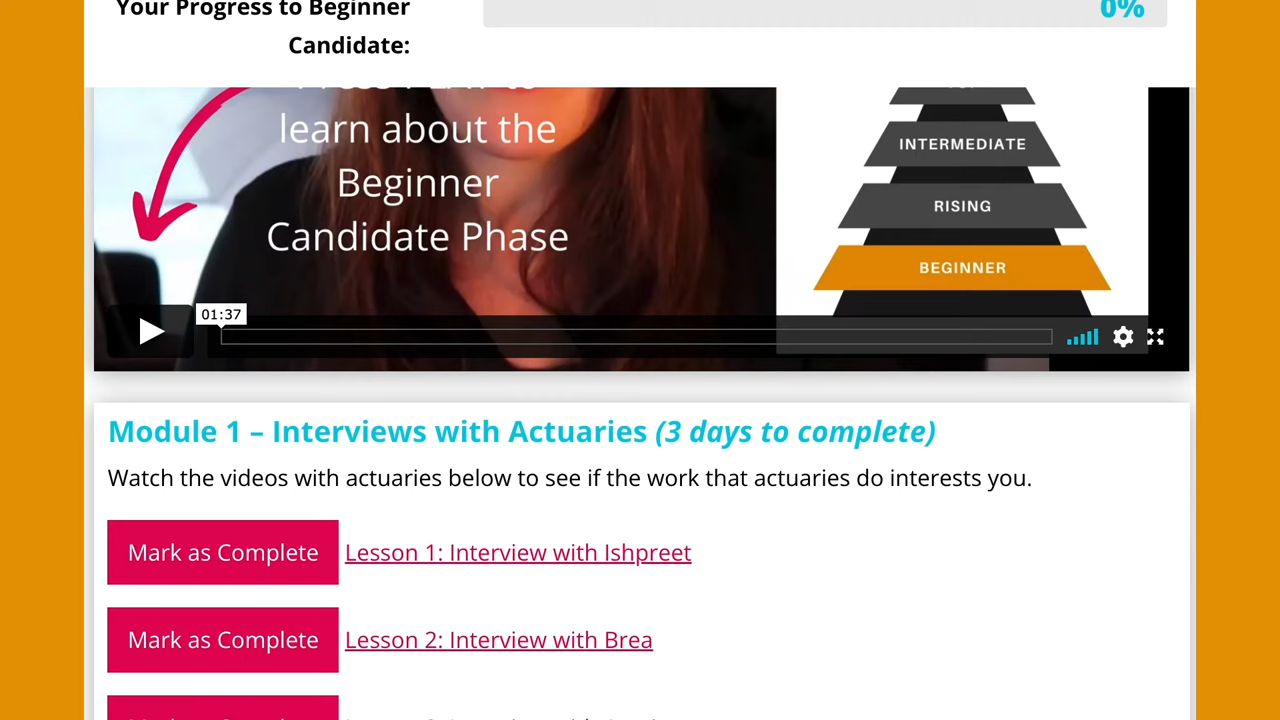 Your Progress to Beginner
Candidate:
0%
learn about the
Beginner
Candidate Phase
INTERMEDIATE
RISING
BEGINNER
01:37
Module 1 – Interviews with Actuaries (3 days to complete)
Watch the videos with actuaries below to see if the work that actuaries do interests you.
Mark as Complete
Lesson 1: Interview with Ishpreet
Mark as Complete
Lesson 2: Interview with Brea